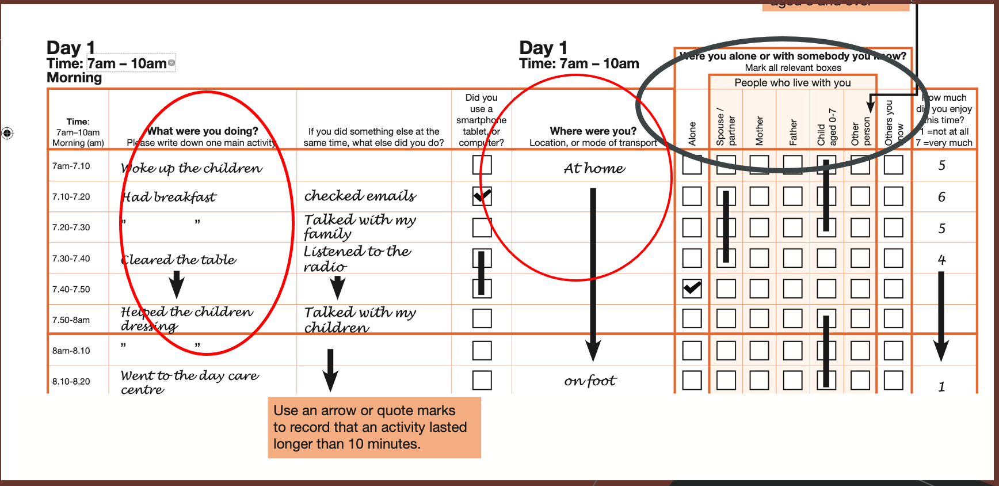 Day 1
Time: 7am – 10am
Morning
Day 1
Time: 7am – 10am
Were you alone or with somebody you know?
Mark all relevant boxes
People who live with you
Time:
7am–10am
Morning (am)
What were you doing?
Please write down one main activity
If you did something else at the
same time, what else did you do?
Did you
use a
smartphone
tablet, or
computer?
Where were you?
Location, or mode of transport
Alone
Spouse /
partner
Mother
Father
Child
aged 0-7
Other
person
Others you
know
How much
did you enjoy
this time?
1 =not at all
7 =very much
7am-7.10
Woke up the children
At home
5
7.10-7.20
Had breakfast
checked emails
6
7.20-7.30
” ”
Talked with my
family
5
7.30-7.40
Cleared the table
Listened to the
radio
4
7.40-7.50
7.50-8am
Helped the children
dressing
Talked with my
children
8am-8.10
” ”
8.10-8.20
Went to the day care
centre
on foot
1
Use an arrow or quote marks
to record that an activity lasted
longer than 10 minutes.